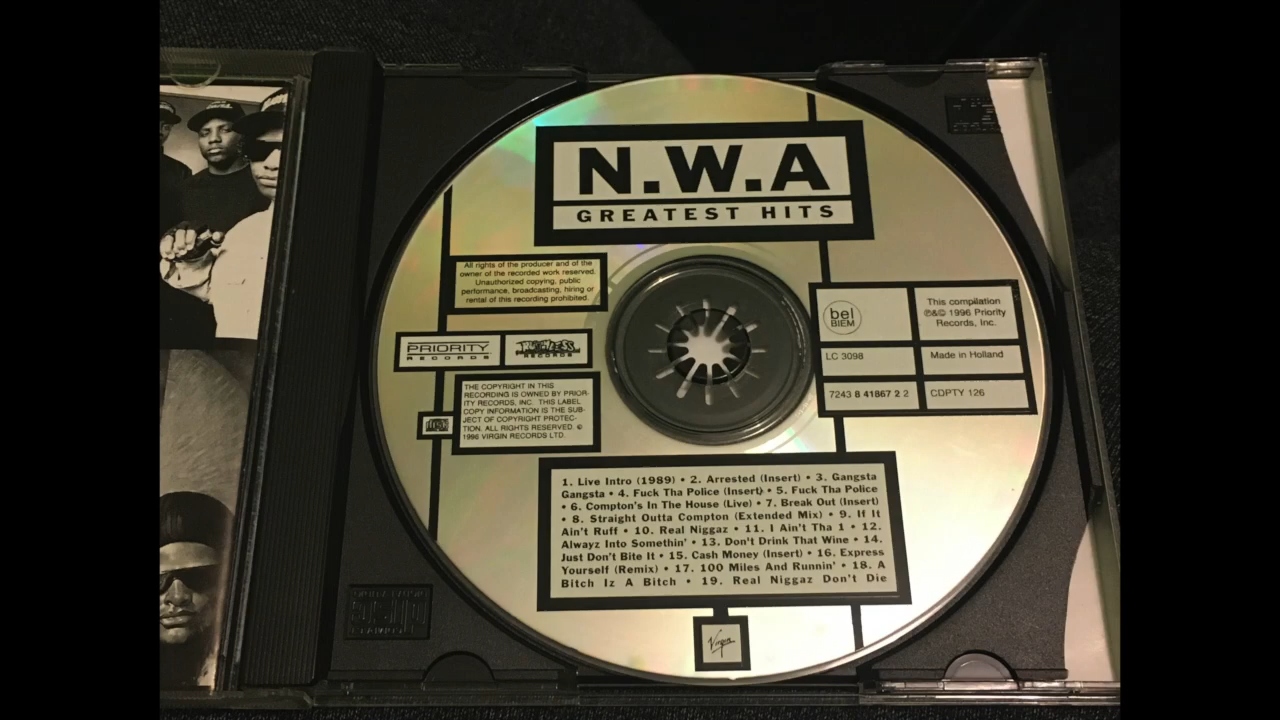 N.W.A
GREATEST HITS
All rights of the producer and of the
owner of the recorded work reserved.
Unauthorized copying, public
performance, broadcasting, hiring or
rental of this recording prohibited.
PRIORITY
RECORDS
RUTHLESS
RECORDS
THE COPYRIGHT IN THIS
RECORDING IS OWNED BY PRIOR-
ITY RECORDS, INC. THIS LABEL
COPY INFORMATION IS THE SUB-
JECT OF COPYRIGHT PROTEC-
TION. ALL RIGHTS RESERVED. ©
1996 VIRGIN RECORDS LTD.
bel
BIEM
This compilation
℗&© 1996 Priority
Records, Inc.
LC 3098
Made in Holland
7243 8 41867 2 2
CDPTY 126
1. Live Intro (1989) • 2. Arrested (Insert) • 3. Gangsta
Gangsta • 4. Fuck Tha Police (Insert) • 5. Fuck Tha Police
• 6. Compton's In The House (Live) • 7. Break Out (Insert)
• 8. Straight Outta Compton (Extended Mix) • 9. If It
Ain't Ruff • 10. Real Niggaz • 11. I Ain't Tha 1 • 12.
Alwayz Into Somethin' • 13. Don't Drink That Wine • 14.
Just Don't Bite It • 15. Cash Money (Insert) • 16. Express
Yourself (Remix) • 17. 100 Miles And Runnin' • 18. A
Bitch Iz A Bitch • 19. Real Niggaz Don't Die
Virgin